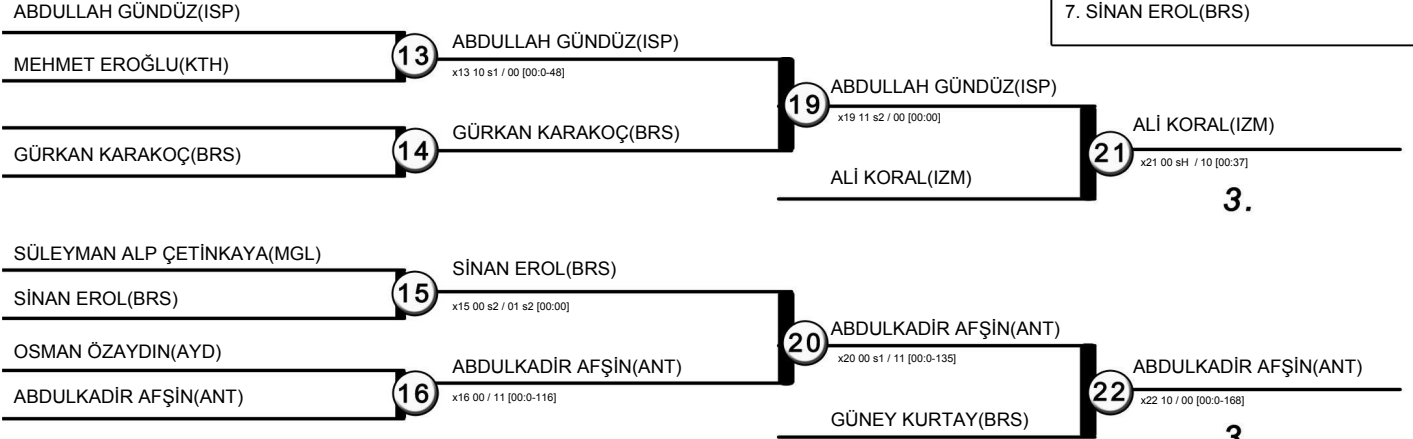 ABDULLAH GÜNDÜZ(ISP)
MEHMET EROĞLU(KTH)
13
ABDULLAH GÜNDÜZ(ISP)
x13 10 s1 / 00 [00:0-48]
GÜRKAN KARAKOÇ(BRS)
14
GÜRKAN KARAKOÇ(BRS)
19
ABDULLAH GÜNDÜZ(ISP)
x19 11 s2 / 00 [00:00]
ALİ KORAL(IZM)
21
ALİ KORAL(IZM)
x21 00 sH / 10 [00:37]
3.
7. SİNAN EROL(BRS)
SÜLEYMAN ALP ÇETİNKAYA(MGL)
SİNAN EROL(BRS)
15
SİNAN EROL(BRS)
x15 00 s2 / 01 s2 [00:00]
OSMAN ÖZAYDIN(AYD)
ABDULKADİR AFŞİN(ANT)
16
ABDULKADİR AFŞİN(ANT)
x16 00 / 11 [00:0-116]
20
ABDULKADİR AFŞİN(ANT)
x20 00 s1 / 11 [00:0-135]
GÜNEY KURTAY(BRS)
22
ABDULKADİR AFŞİN(ANT)
x22 10 / 00 [00:0-168]
3